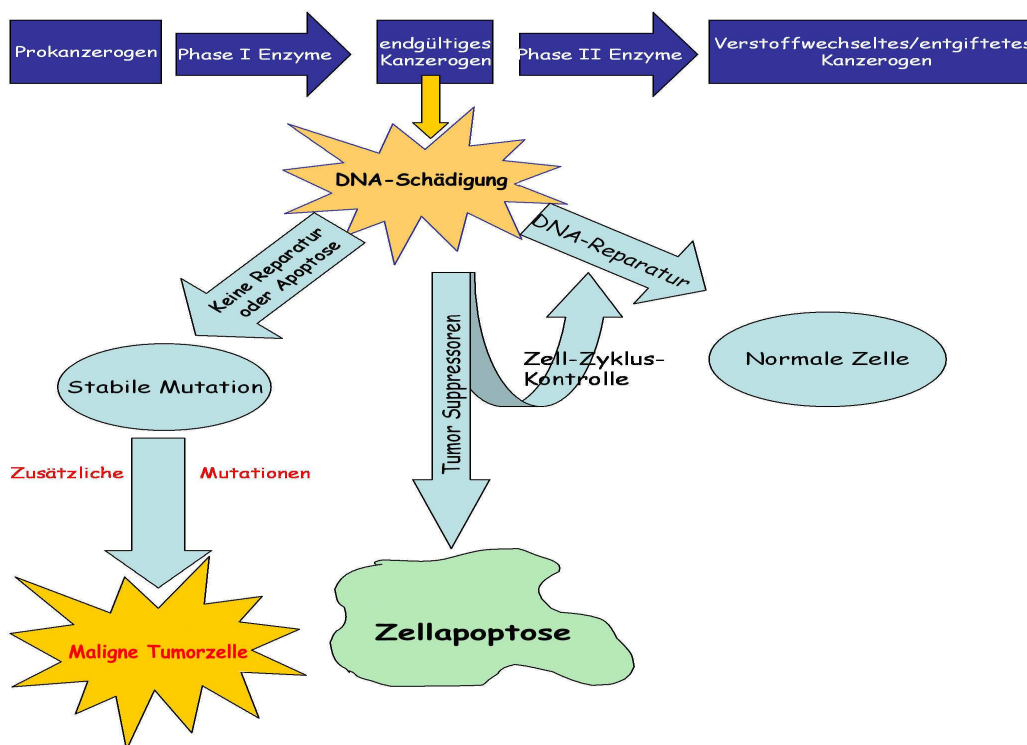 Prokanzerogen
Phase I Enzyme
endgültiges
Kanzerogen
Phase II Enzyme
Verstoffwechseltes/entgiftetes
Kanzerogen
DNA-Schädigung
Keine Reparatur
oder Apoptose
DNA-Reparatur
Tumor Suppressoren
Zell-Zyklus-
Kontrolle
Normale Zelle
Stabile Mutation
Zusätzliche Mutationen
Zellapoptose
Maligne Tumorzelle